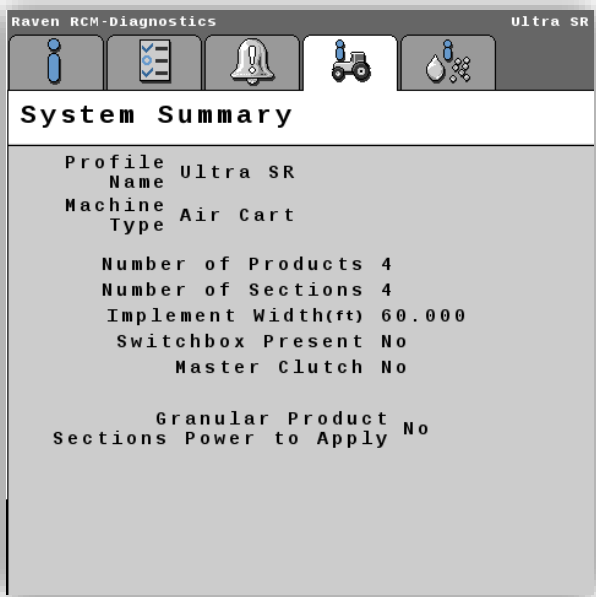 Raven RCM-Diagnostics Ultra SR
System Summary
Profile
Name Ultra SR
Machine
Type Air Cart
Number of Products 4
Number of Sections 4
Implement Width(ft) 60.000
Switchbox Present No
Master Clutch No
Granular Product
Sections Power to Apply No